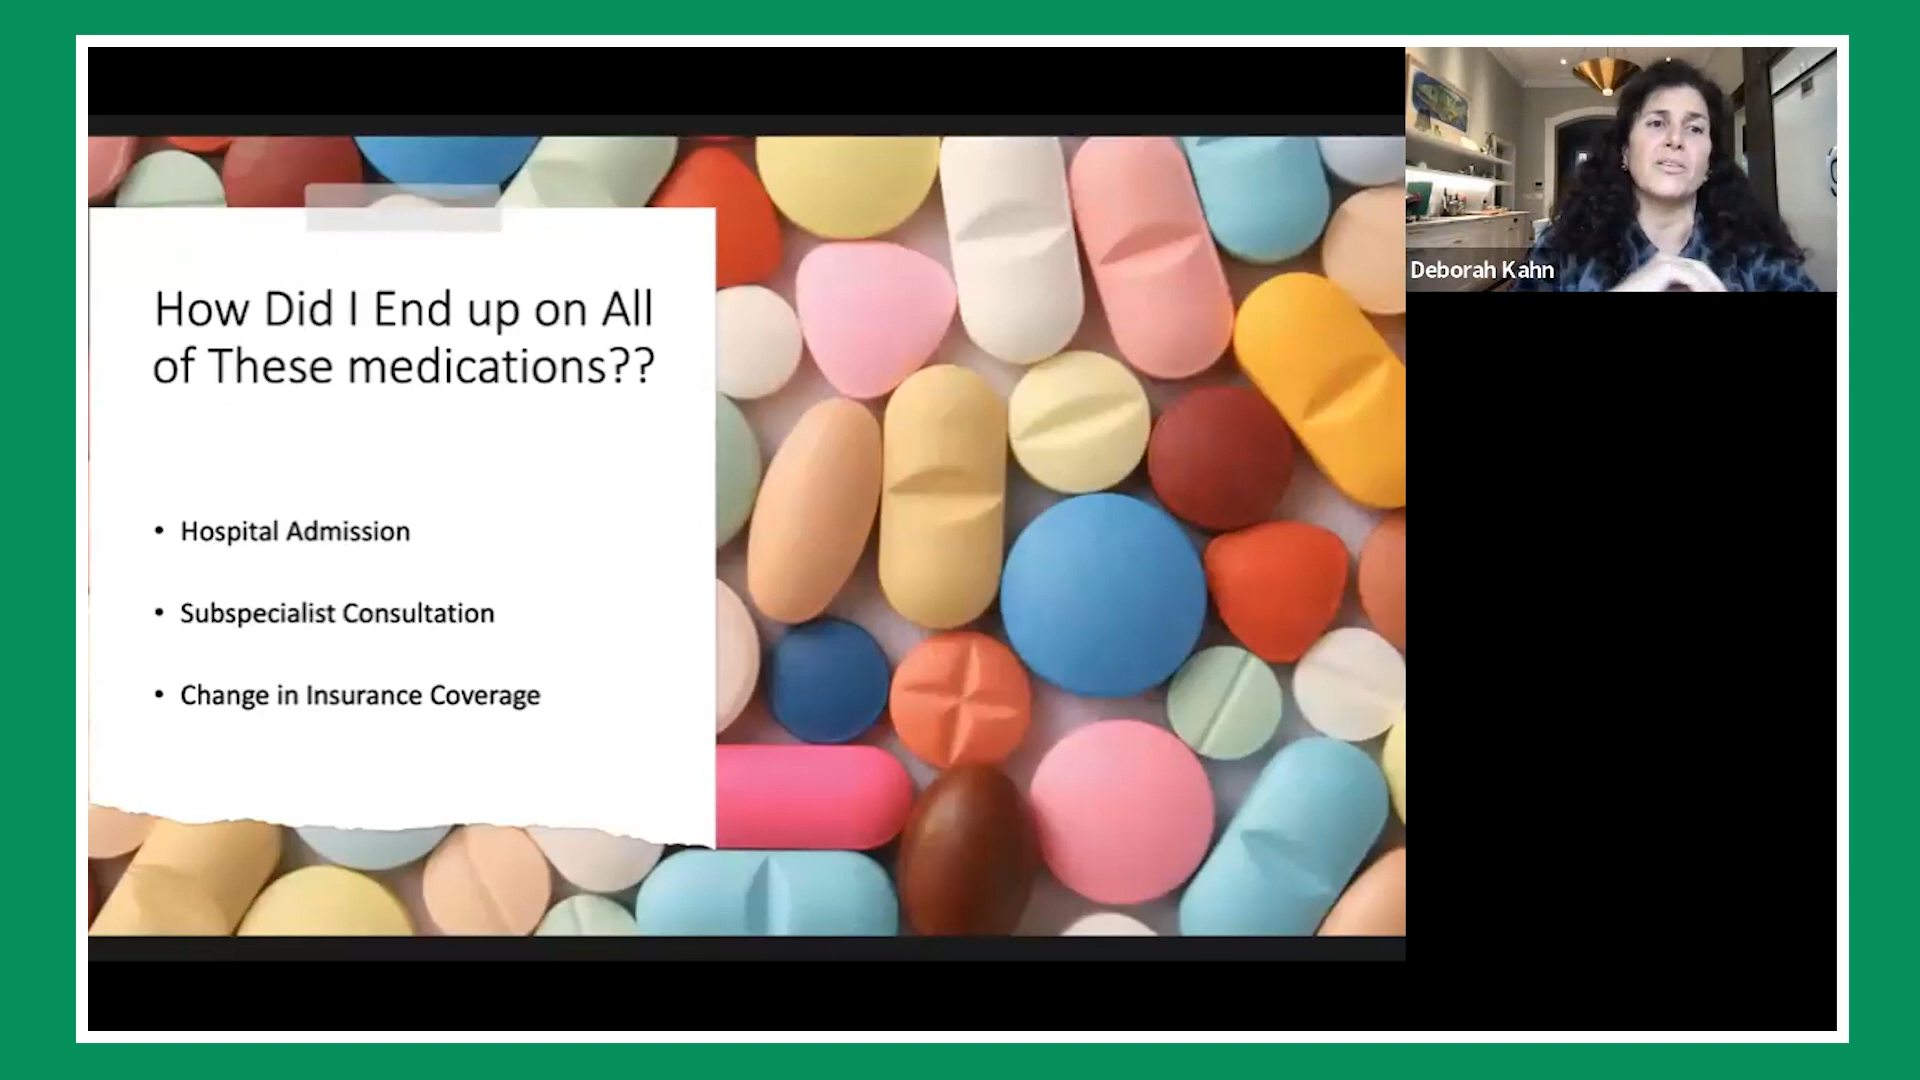 How Did I End up on All
of These medications??
• Hospital Admission
• Subspecialist Consultation
• Change in Insurance Coverage
Deborah Kahn